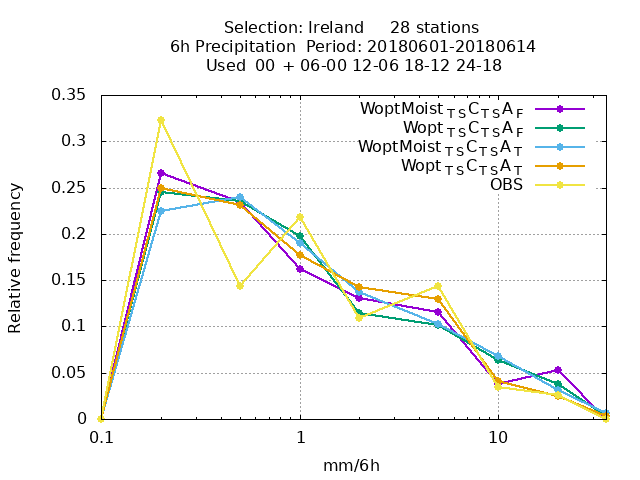 Selection: Ireland 28 stations
6h Precipitation Period: 20180601-20180614
Used 00 + 06-00 12-06 18-12 24-18
WoptMoist TS C TS A F
Wopt TS C TS A F
WoptMoist TS C TS A T
Wopt TS C TS A T
OBS
Relative frequency
0.35
0.3
0.25
0.2
0.15
0.1
0.05
0
0.1 1 10
mm/6h